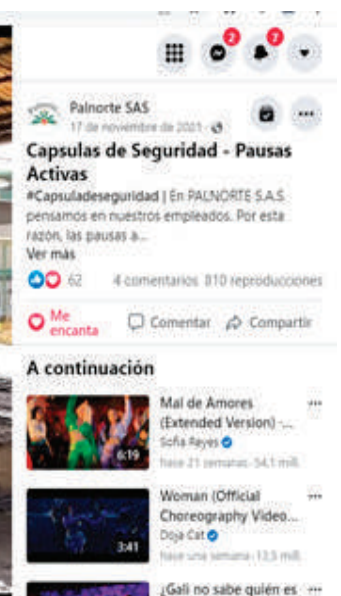 2
7
Palnorte SAS
17 de noviembre de 2021
Capsulas de Seguridad - Pausas
Activas
#Capsuladeseguridad | En PALNORTE S.A.S
pensamos en nuestros empleados. Por esta
razón, las pausas a...
Ver más
62 4 comentarios 810 reproducciones
Me
encanta
Comentar
Compartir
A continuación
Mal de Amores
(Extended Version) -...
Sofia Reyes
hace 21 semanas· 54,1 mill.
6:19
Woman (Official
Choreography Video...
Doja Cat
hace una semana· 13,5 mill.
3:41
¿Gali no sabe quién es